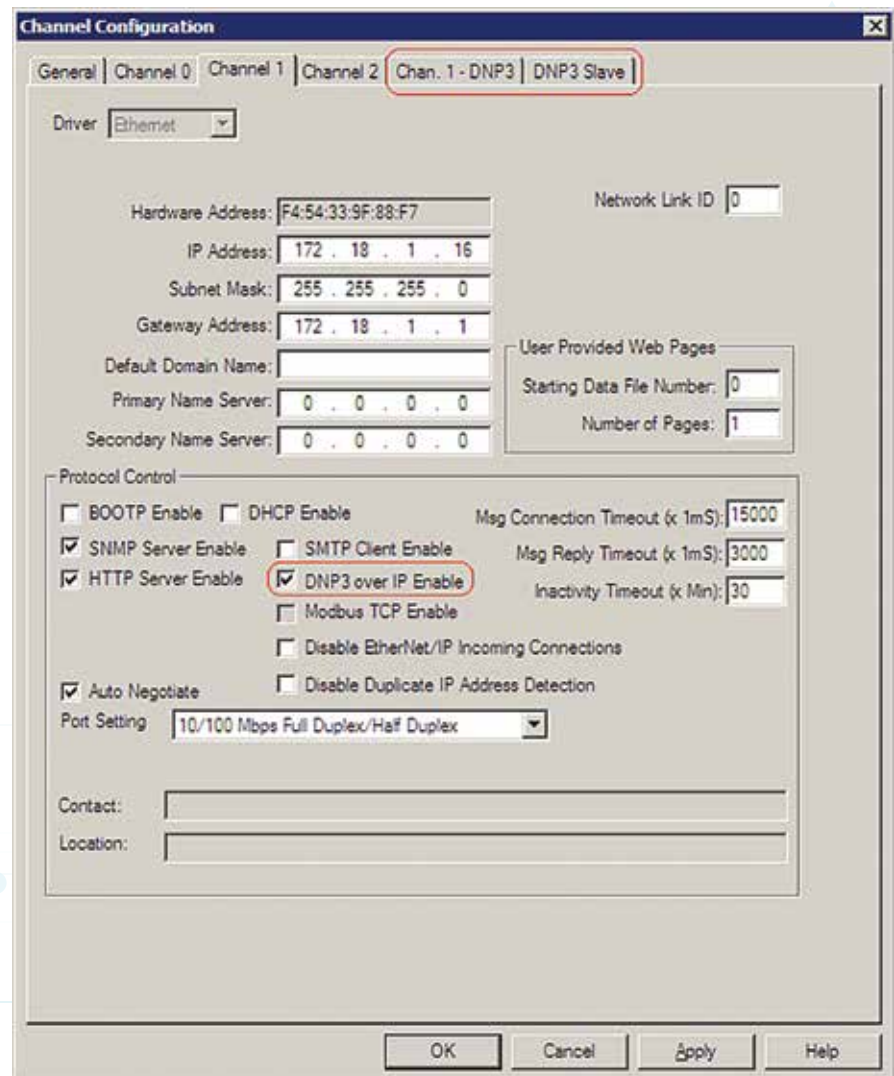 Channel Configuration
General Channel 0 Channel 1 Channel 2 Chan. 1 - DNP3 DNP3 Slave
Driver Ethernet
Network Link ID 0
Hardware Address: F4:54:33:9F:88:F7
IP Address: 172 . 18 . 1 . 16
Subnet Mask: 255 . 255 . 255 . 0
Gateway Address: 172 . 18 . 1 . 1
Default Domain Name:
Primary Name Server: 0 . 0 . 0 . 0
Secondary Name Server: 0 . 0 . 0 . 0
User Provided Web Pages
Starting Data File Number: 0
Number of Pages: 1
Protocol Control
BOOTP Enable DHCP Enable
Msg Connection Timeout (x 1mS): 15000
SNMP Server Enable SMTP Client Enable
Msg Reply Timeout (x 1mS): 3000
HTTP Server Enable DNP3 over IP Enable
Inactivity Timeout (x Min): 30
Modbus TCP Enable
Disable EtherNet/IP Incoming Connections
Auto Negotiate Disable Duplicate IP Address Detection
Port Setting 10/100 Mbps Full Duplex/Half Duplex
Contact:
Location:
OK Cancel Apply Help